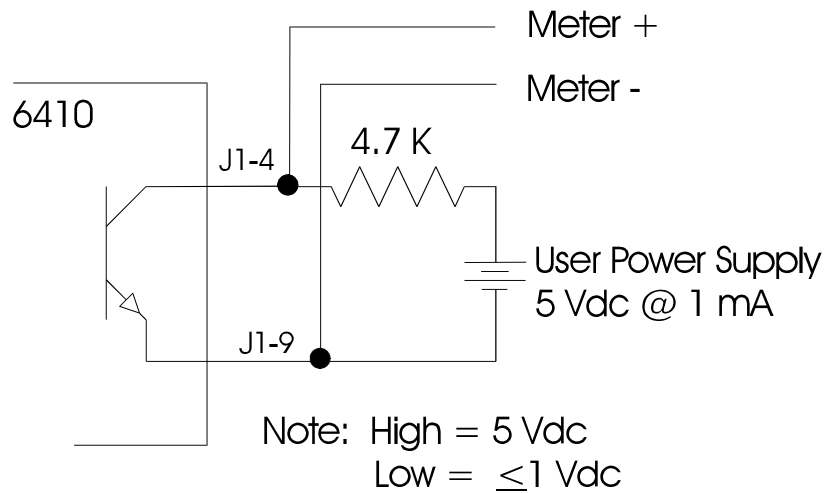 Meter +
Meter -
6410
J1-4
4.7 K
User Power Supply
5 Vdc @ 1 mA
J1-9
Note: High = 5 Vdc
Low = ≤1 Vdc